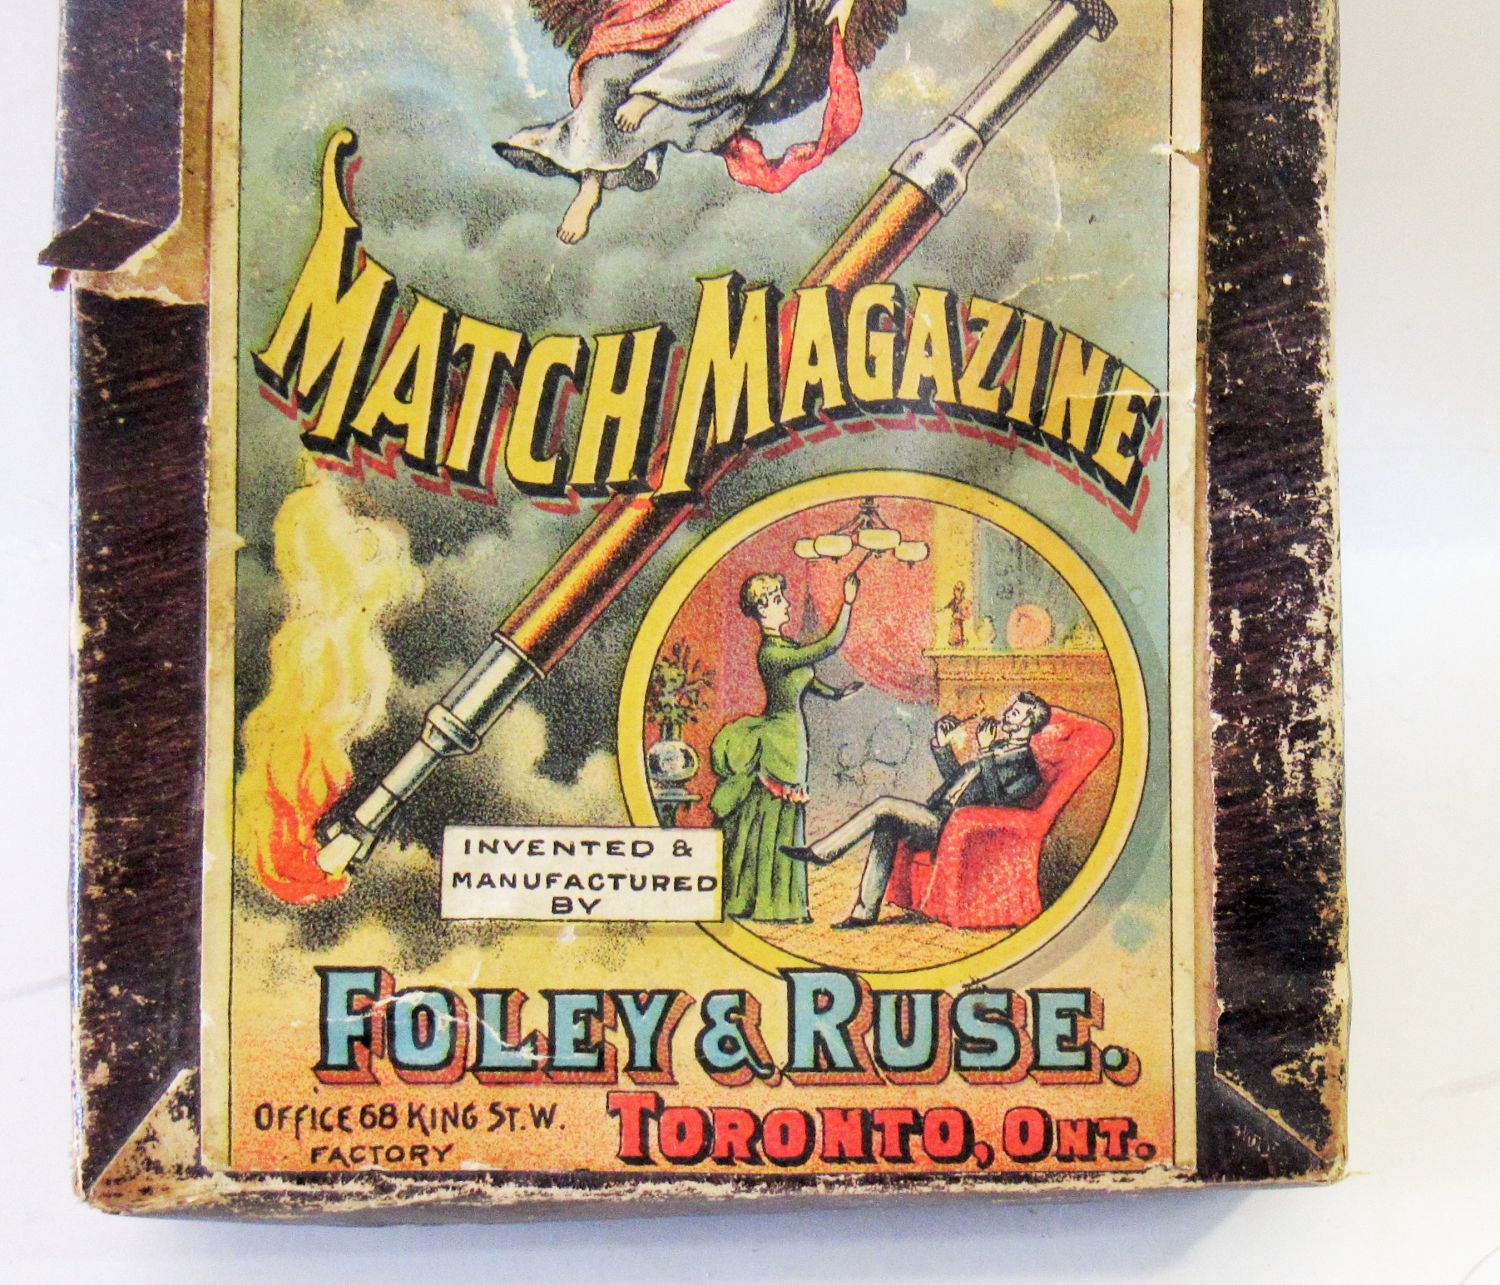 MATCH MAGAZINE
INVENTED &
MANUFACTURED
BY
FOLEY & RUSE.
OFFICE 68 KING ST. W.
FACTORY
TORONTO, ONT.